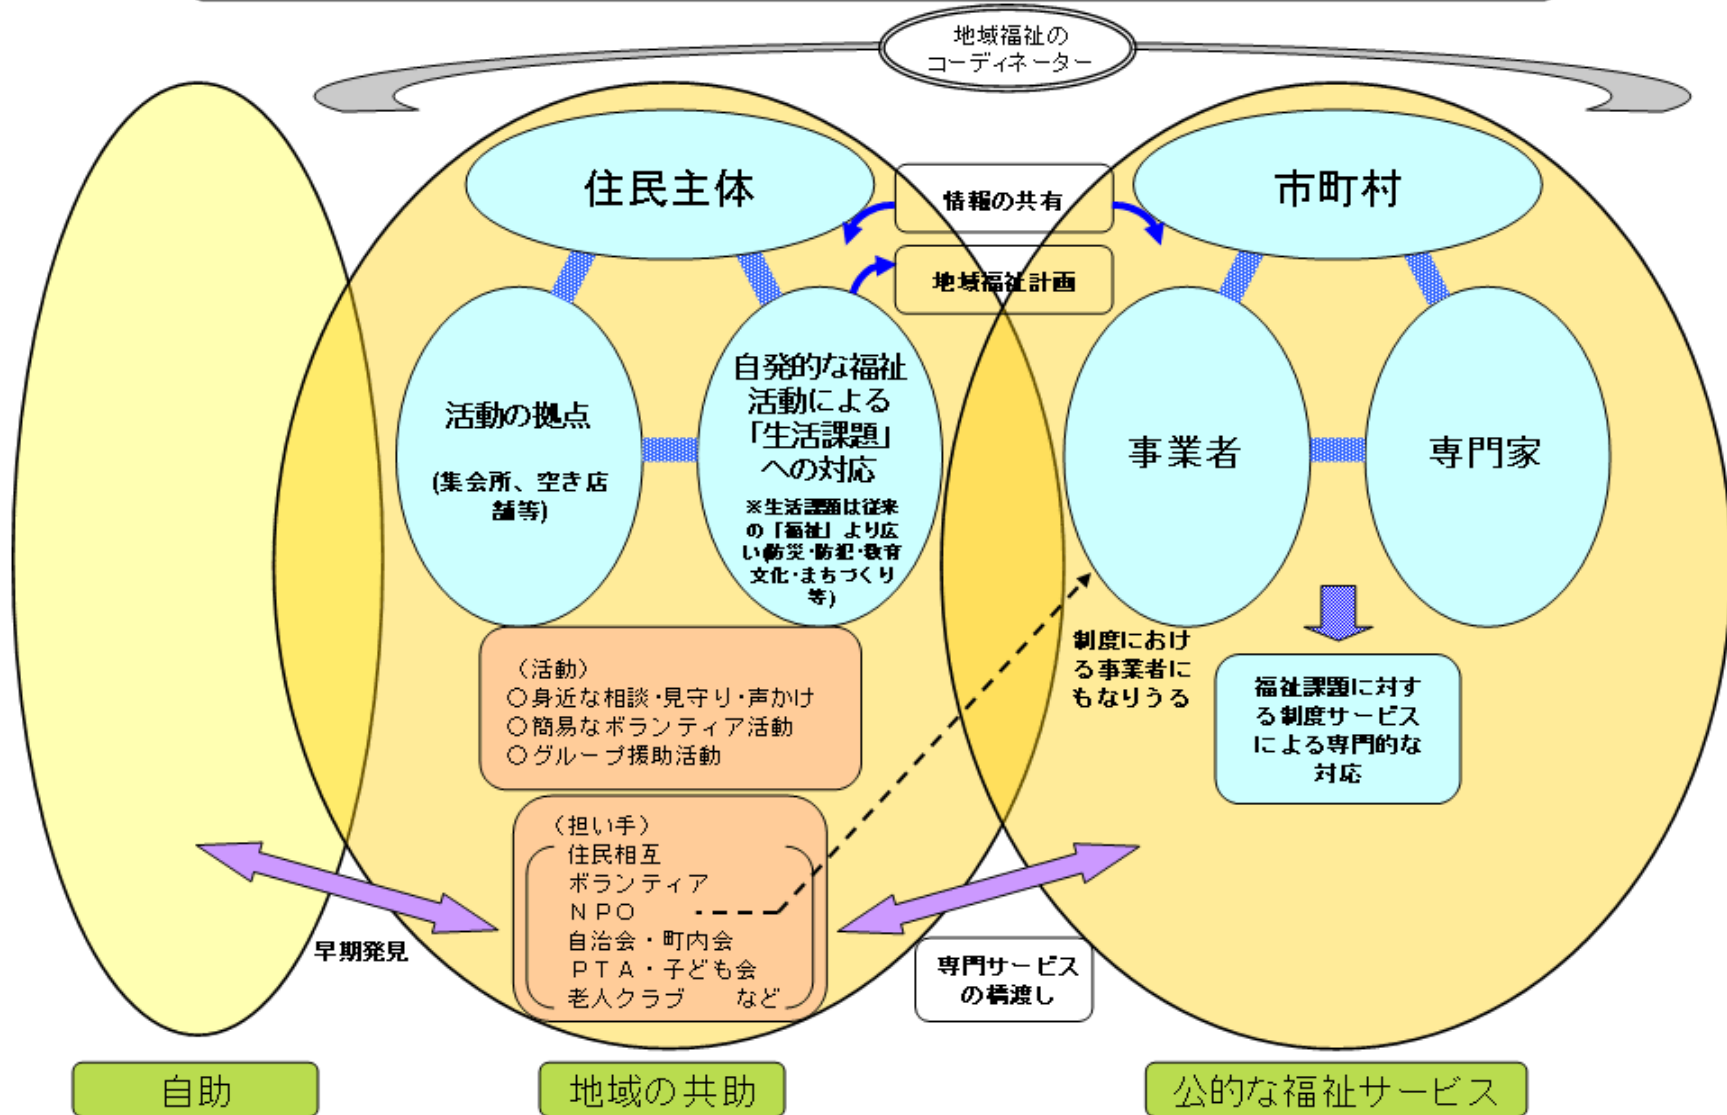 地域福祉の
コーディネーター
住民主体
情報の共有
市町村
地域福祉計画
活動の拠点
(集会所、空き店
舗等)
自発的な福祉
活動による
「生活課題」
への対応
※生活課題は従来
の「福祉」より広
い(防災・防犯・教育
文化・まちづくり
等)
事業者
専門家
制度におけ
る事業者に
もなりうる
福祉課題に対す
る制度サービス
による専門的な
対応
（活動）
○身近な相談・見守り・声かけ
○簡易なボランティア活動
○グループ援助活動
（担い手）
住民相互
ボランティア
ＮＰＯ
自治会・町内会
ＰＴＡ・子ども会
老人クラブ　など
早期発見
専門サービス
の橋渡し
自助
地域の共助
公的な福祉サービス